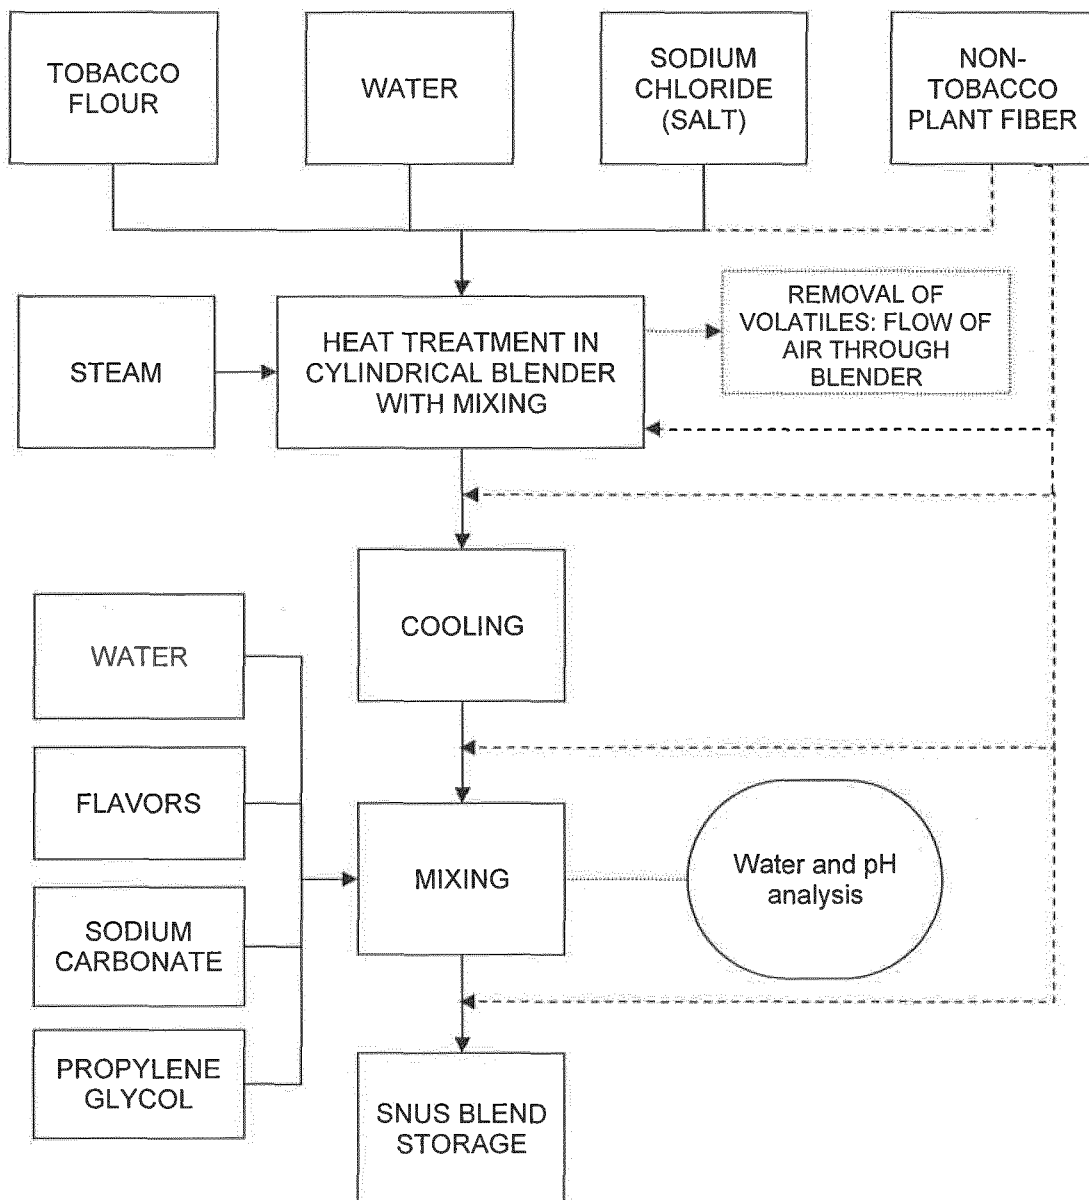 TOBACCO
FLOUR
WATER
SODIUM
CHLORIDE
(SALT)
NON-
TOBACCO
PLANT FIBER
STEAM
HEAT TREATMENT IN
CYLINDRICAL BLENDER
WITH MIXING
REMOVAL OF
VOLATILES: FLOW OF
AIR THROUGH
BLENDER
COOLING
WATER
FLAVORS
SODIUM
CARBONATE
PROPYLENE
GLYCOL
MIXING
Water and pH
analysis
SNUS BLEND
STORAGE